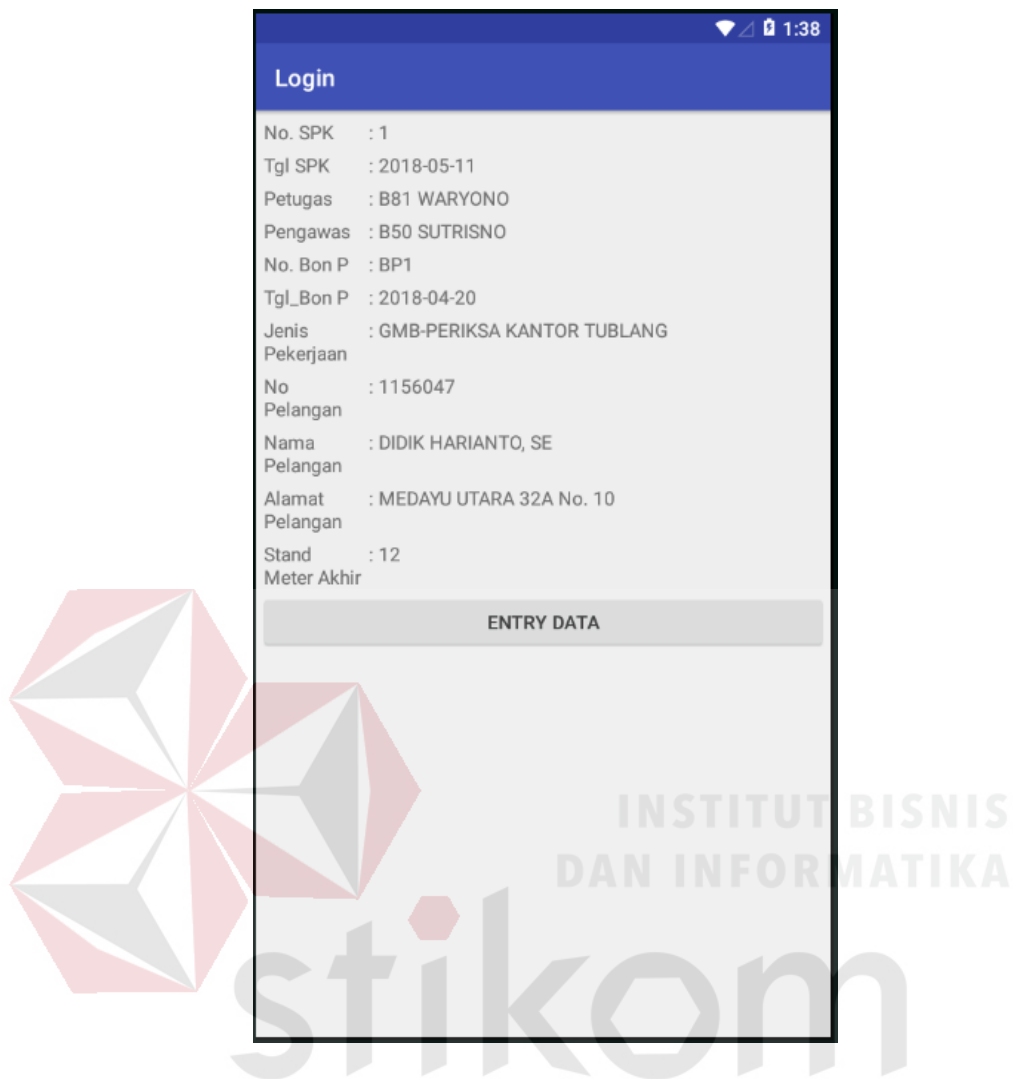 1:38
Login
No. SPK : 1
Tgl SPK : 2018-05-11
Petugas : B81 WARYONO
Pengawas : B50 SUTRISNO
No. Bon P : BP1
Tgl_Bon P : 2018-04-20
Jenis : GMB-PERIKSA KANTOR TUBLANG
Pekerjaan
No : 1156047
Pelangan
Nama : DIDIK HARIANTO, SE
Pelangan
Alamat : MEDAYU UTARA 32A No. 10
Pelangan
Stand : 12
Meter Akhir
ENTRY DATA
INSTITUT BISNIS
DAN INFORMATIKA
stikom